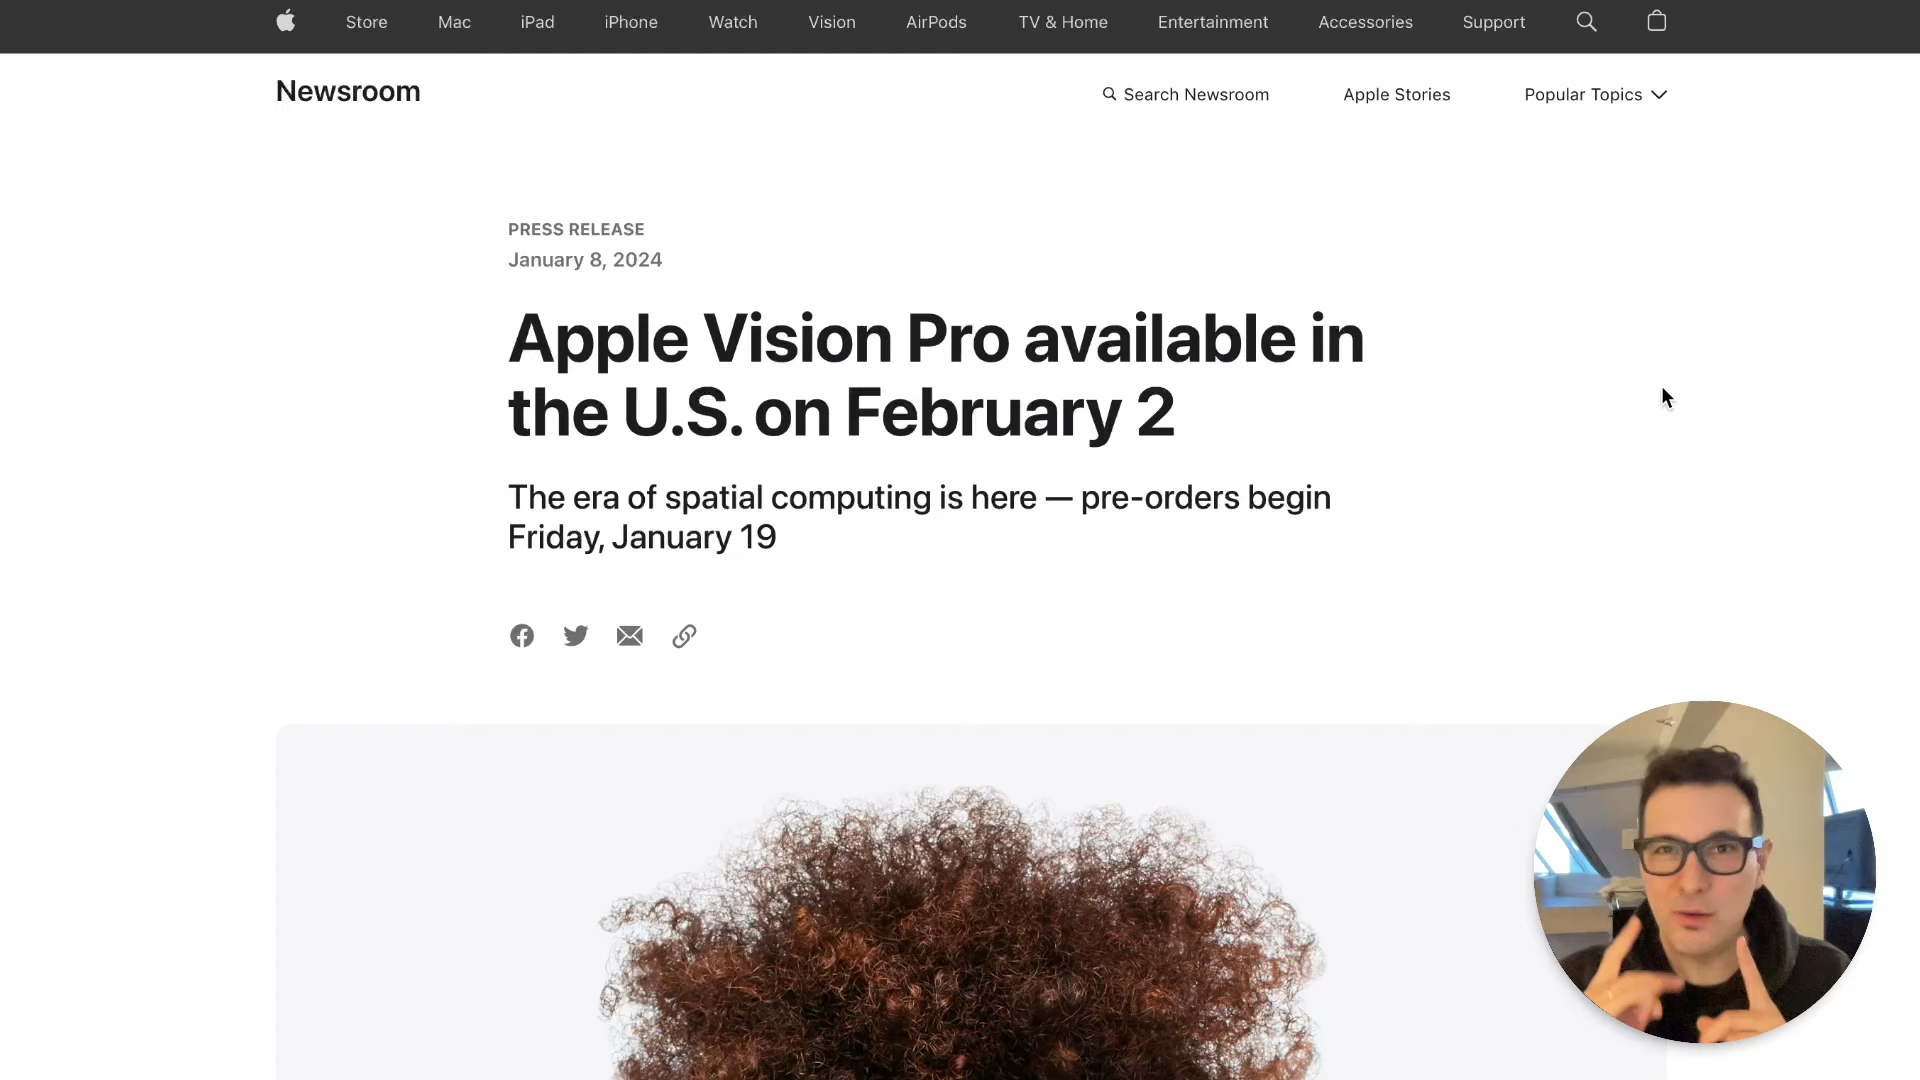 Store Mac iPad iPhone Watch Vision AirPods TV & Home Entertainment Accessories Support
Newsroom
Search Newsroom Apple Stories Popular Topics
PRESS RELEASE
January 8, 2024
Apple Vision Pro available in
the U.S. on February 2
The era of spatial computing is here — pre-orders begin
Friday, January 19